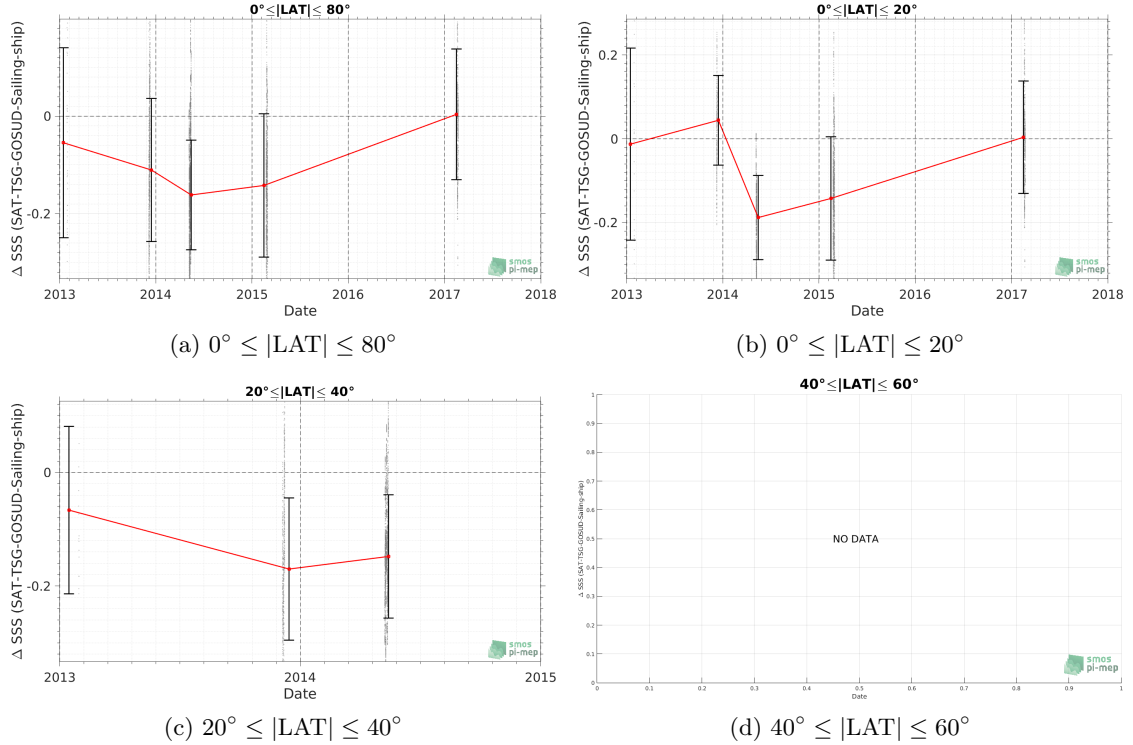 0°≤|LAT|≤ 80°
Δ SSS (SAT-TSG-GOSUD-Sailing-ship)
0
-0.2
2013 2014 2015 2016 2017 2018
Date
smos
pi-mep
(a) 0° ≤ |LAT| ≤ 80°
0°≤|LAT|≤ 20°
Δ SSS (SAT-TSG-GOSUD-Sailing-ship)
0.2
0
-0.2
2013 2014 2015 2016 2017 2018
Date
smos
pi-mep
(b) 0° ≤ |LAT| ≤ 20°
20°≤|LAT|≤ 40°
Δ SSS (SAT-TSG-GOSUD-Sailing-ship)
0
-0.2
2013 2014 2015
Date
smos
pi-mep
(c) 20° ≤ |LAT| ≤ 40°
40°≤|LAT|≤ 60°
Δ SSS (SAT-TSG-GOSUD-Sailing-ship)
1
0.9
0.8
0.7
0.6
0.5
0.4
0.3
0.2
0.1
0
NO DATA
0 0.1 0.2 0.3 0.4 0.5 0.6 0.7 0.8 0.9 1
Date
smos
pi-mep
(d) 40° ≤ |LAT| ≤ 60°